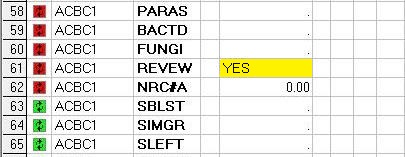 58 ACBC1 PARAS .
59 ACBC1 BACTD .
60 ACBC1 FUNGI .
61 ACBC1 REVEW YES
62 ACBC1 NRC#A 0.00
63 ACBC1 SBLST .
64 ACBC1 SIMGR .
65 ACBC1 SLEFT .